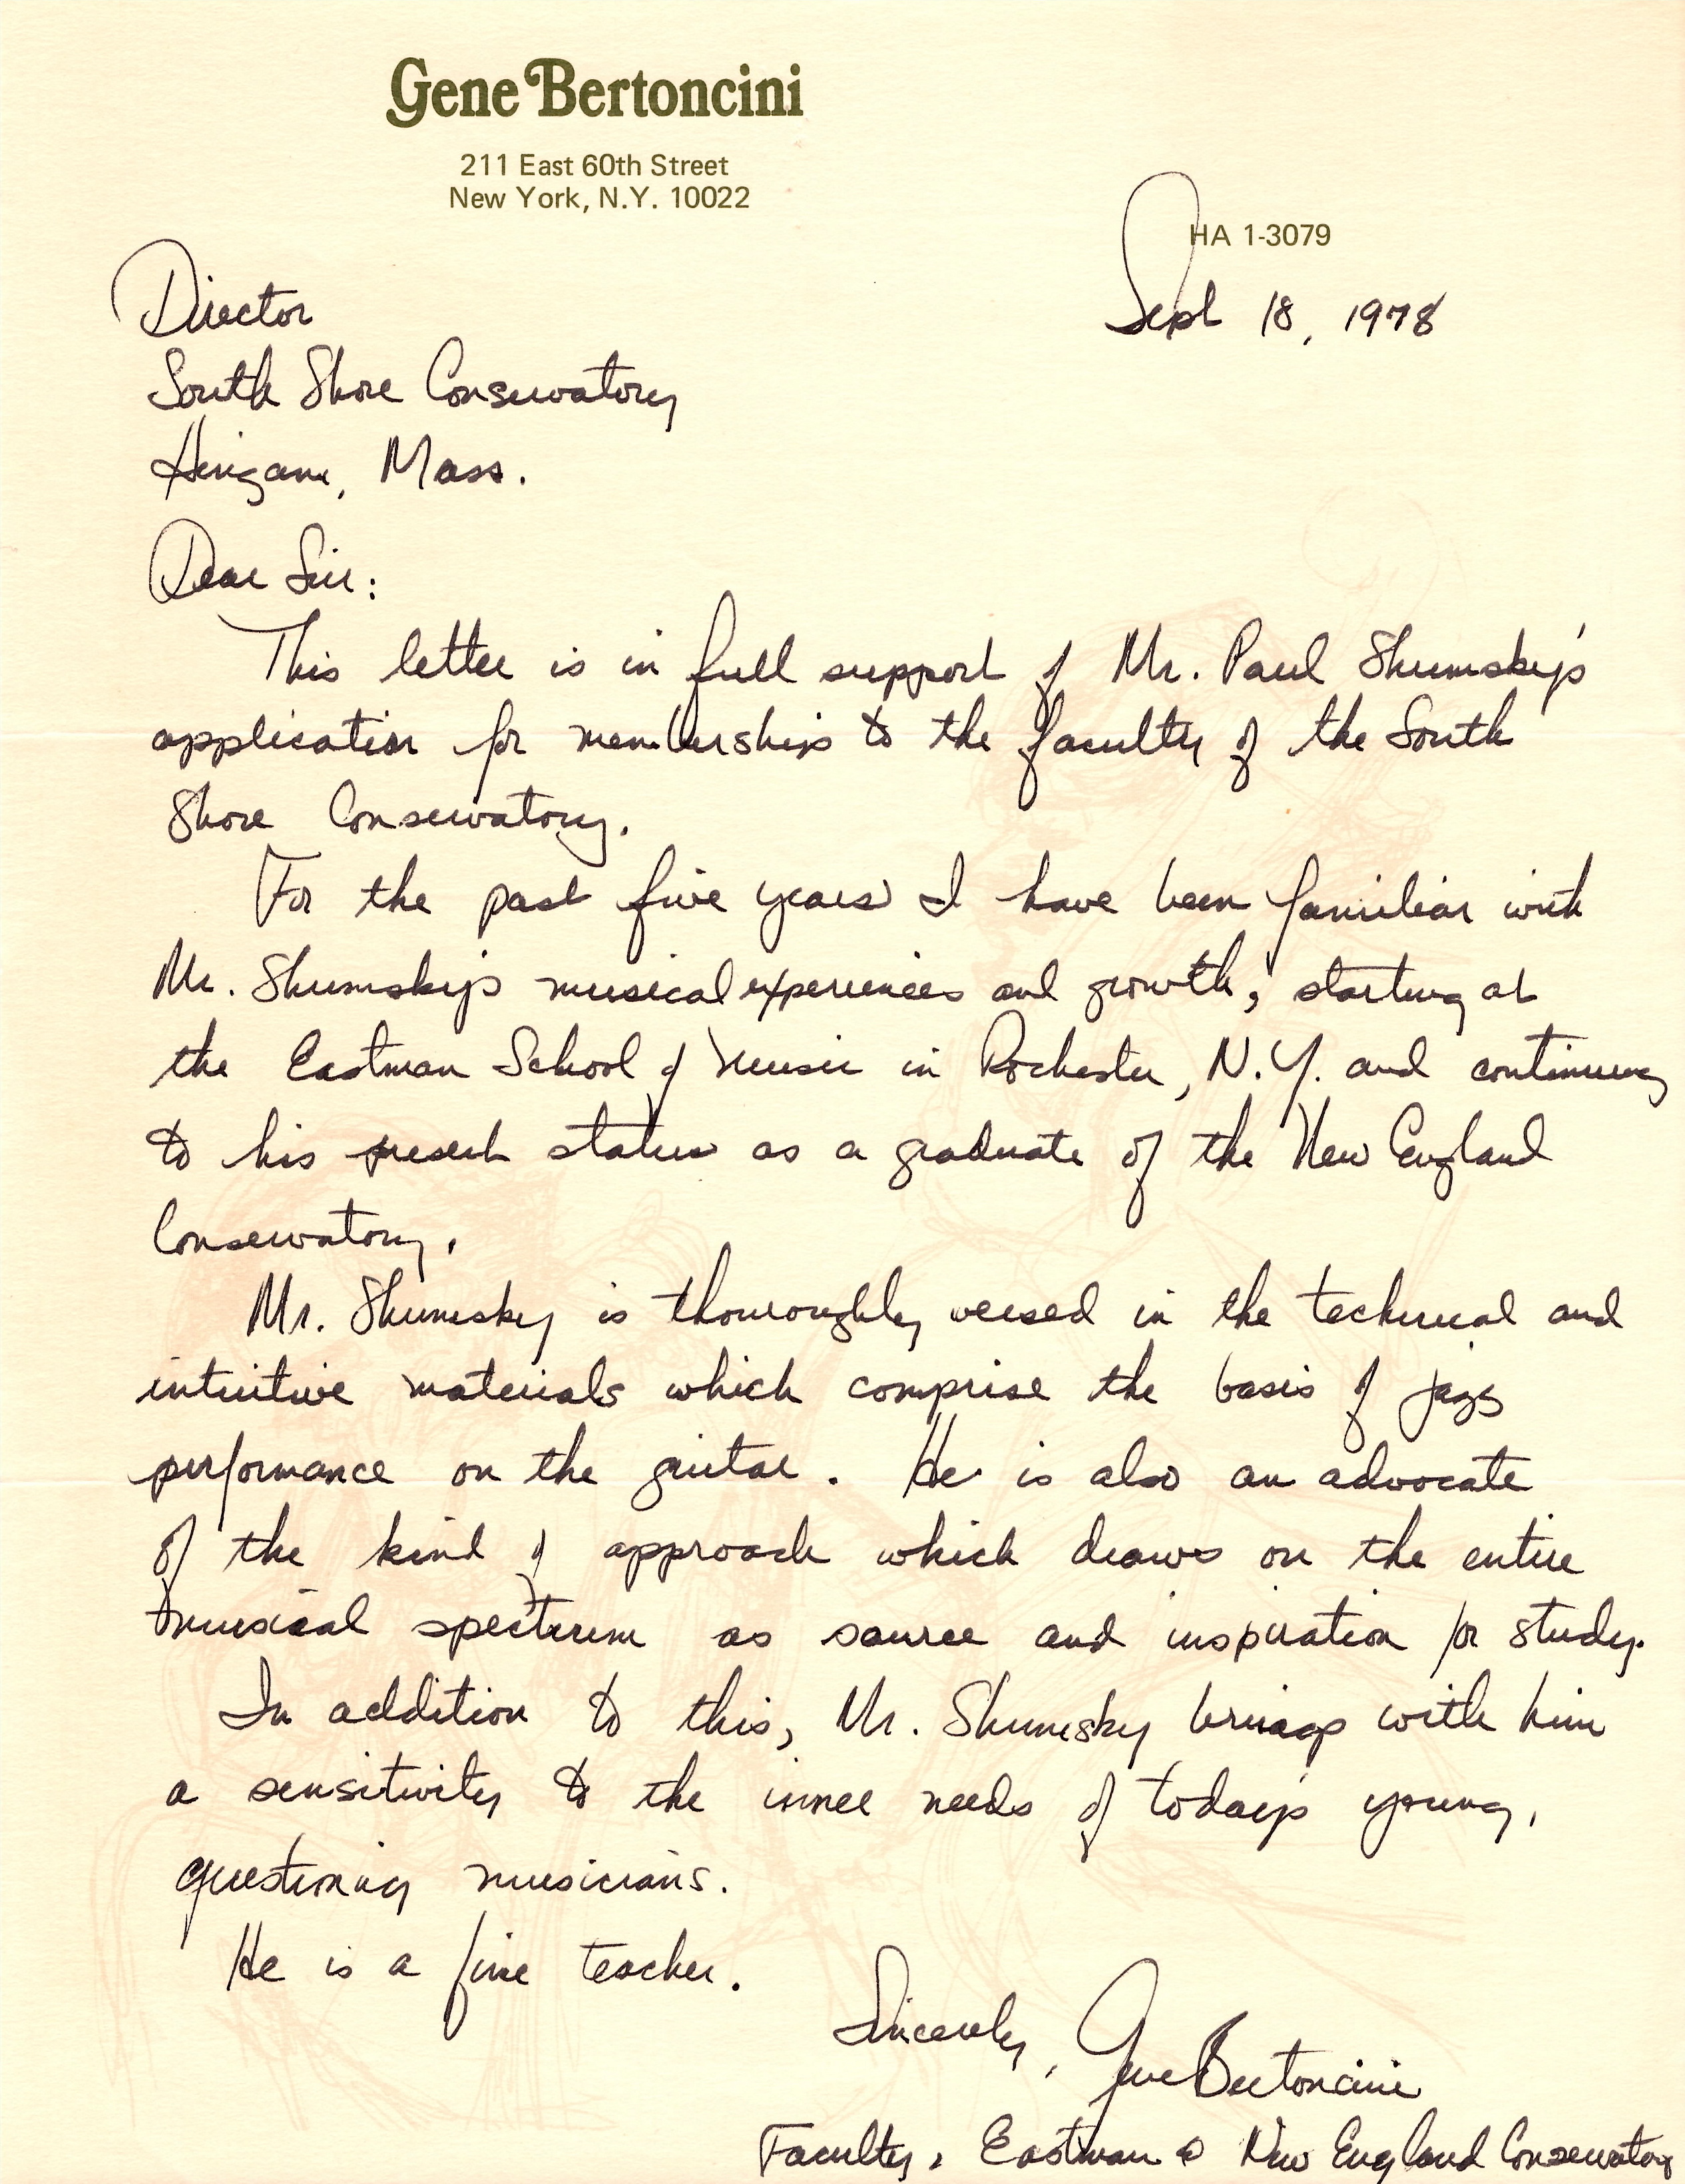 Gene Bertoncini
211 East 60th Street
New York, N.Y. 10022
HA 1-3079
Sept 18, 1978
Director
South Shore Conservatory
Hingam, Mass.
Dear Sir:
This letter is in full support of Mr. Paul Shumsky's
application for membership to the faculty of the South
Shore Conservatory.
For the past five years I have been familiar with
Mr. Shumsky's musical experiences and growth, starting at
the Eastman School of Music in Rochester, N.Y. and continuing
to his present status as a graduate of the New England
Conservatory.
Mr. Shumsky is thouroughly versed in the technical and
intuitive materials which comprise the basis of jazz
performance on the guitar. He is also an advocate
of the kind of approach which draws on the entire
musical spectrum as source and inspiration for study.
In addition to this, Mr. Shumsky brings with him
a sensitivity to the inner needs of today's young,
questioning musicians.
He is a fine teacher.
Sincerely, Gene Bertoncini
Faculty, Eastman & New England Conservatory